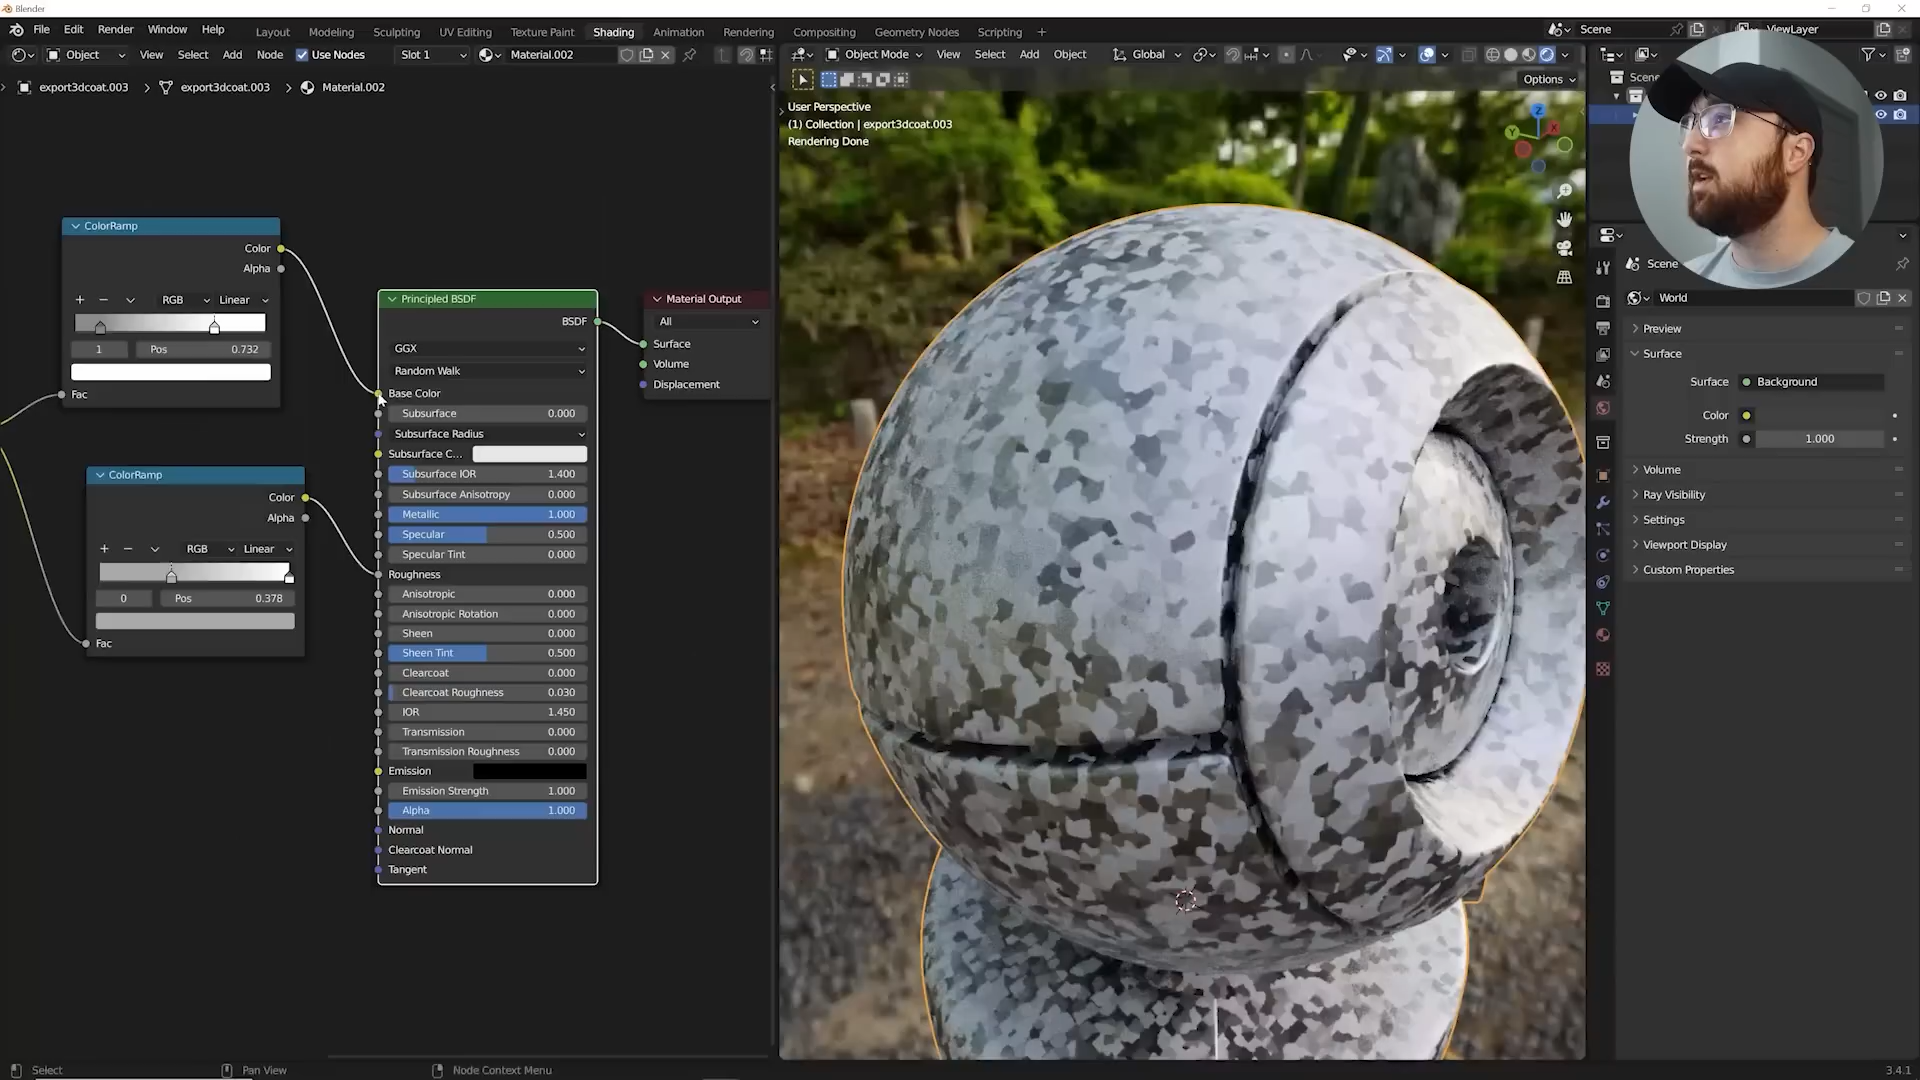 Blender
File Edit Render Window Help Layout Modeling Sculpting UV Editing Texture Paint Shading Animation Rendering Compositing Geometry Nodes Scripting + Scene ViewLayer
Object View Select Add Node Use Nodes Slot 1 Material.002 Object Mode View Select Add Object Global
Options
export3dcoat.003 export3dcoat.003 Material.002
User Perspective
(1) Collection | export3dcoat.003
Rendering Done
Z
Y
X
Scene
ColorRamp
Color
Alpha
RGB Linear
1 Pos 0.732
Fac
ColorRamp
Color
Alpha
RGB Linear
0 Pos 0.378
Fac
Principled BSDF
BSDF
GGX
Random Walk
Base Color
Subsurface 0.000
Subsurface Radius
Subsurface C...
Subsurface IOR 1.400
Subsurface Anisotropy 0.000
Metallic 1.000
Specular 0.500
Specular Tint 0.000
Roughness
Anisotropic 0.000
Anisotropic Rotation 0.000
Sheen 0.000
Sheen Tint 0.500
Clearcoat 0.000
Clearcoat Roughness 0.030
IOR 1.450
Transmission 0.000
Transmission Roughness 0.000
Emission
Emission Strength 1.000
Alpha 1.000
Normal
Clearcoat Normal
Tangent
Material Output
All
Surface
Volume
Displacement
Scene
World
Preview
Surface
Surface Background
Color
Strength 1.000
Volume
Ray Visibility
Settings
Viewport Display
Custom Properties
Select Pan View Node Context Menu 3.4.1